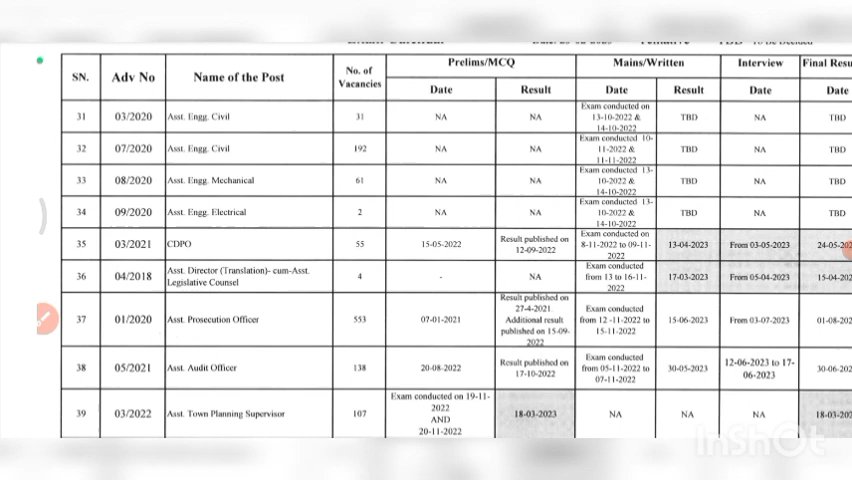 Prelims/MCQ Mains/Written Interview Final Resu
SN. Adv No Name of the Post No. of Vacancies Date Result Date Result Date Date
31 03/2020 Asst. Engg. Civil 31 NA NA Exam conducted on 13-10-2022 & 14-10-2022 TBD NA TBD
32 07/2020 Asst. Engg. Civil 192 NA NA Exam conducted 10-11-2022 & 11-11-2022 TBD NA TBD
33 08/2020 Asst. Engg. Mechanical 61 NA NA Exam conducted 13-10-2022 & 14-10-2022 TBD NA TBD
34 09/2020 Asst. Engg. Electrical 2 NA NA Exam conducted 13-10-2022 & 14-10-2022 TBD NA TBD
35 03/2021 CDPO 55 15-05-2022 Result published on 12-09-2022 Exam conducted on 8-11-2022 to 09-11-2022 13-04-2023 From 03-05-2023 24-05-202
36 04/2018 Asst. Director (Translation)- cum-Asst. Legislative Counsel 4 - NA Exam conducted from 13 to 16-11-2022 17-03-2023 From 05-04-2023 15-04-202
37 01/2020 Asst. Prosecution Officer 553 07-01-2021 Result published on 27-4-2021. Additional result published on 15-09-2022 Exam conducted from 12 -11-2022 to 15-11-2022 15-06-2023 From 03-07-2023 01-08-202
38 05/2021 Asst. Audit Officer 138 20-08-2022 Result published on 17-10-2022 Exam conducted from 05-11-2022 to 07-11-2022 30-05-2023 12-06-2023 to 17-06-2023 30-06-202
39 03/2022 Asst. Town Planning Supervisor 107 Exam conducted on 19-11-2022 AND 20-11-2022 18-03-2023 NA NA NA 18-03-202
InShot